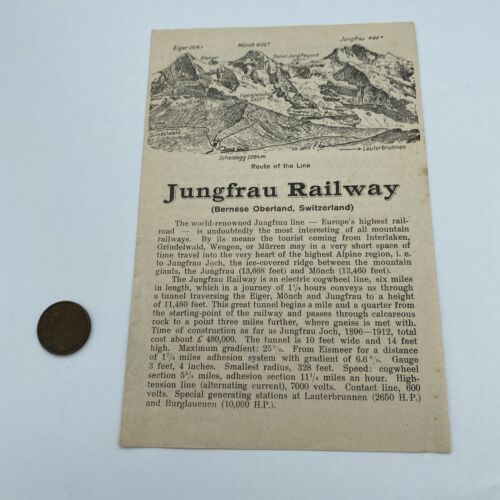 Eiger 3976m
Mönch 4105m
Jungfrau 4166 m
Station Jungfraujoch
Grindelwald
Scheidegg 2064m
Lauterbrunnen
Route of the Line
Jungfrau Railway
(Bernese Oberland, Switzerland)
The world-renowned Jungfrau line — Europe's highest rail-
road — is undoubtedly the most interesting of all mountain
railways. By its means the tourist coming from Interlaken,
Grindelwald, Wengen, or Mürren may in a very short space of
time travel into the very heart of the highest Alpine region, i. e.
to Jungfrau Joch, the ice-covered ridge between the mountain
giants, the Jungfrau (13,668 feet) and Mönch (13,460 feet).
The Jungfrau Railway is an electric cogwheel line, six miles
in length, which in a journey of 1¹/₄ hours conveys us through
a tunnel traversing the Eiger, Mönch and Jungfrau to a height
of 11,480 feet. This great tunnel begins a mile and a quarter from
the starting-point of the railway and passes through calcareous
rock to a point three miles further, where gneiss is met with.
Time of construction as far as Jungfrau Joch, 1896—1912, total
cost about £ 480,000. The tunnel is 10 feet wide and 14 feet
high. Maximum gradient: 25%. From Eismeer for a distance
of 1¹/₄ miles adhesion system with gradient of 6.6%. Gauge
3 feet, 4 inches. Smallest radius, 328 feet. Speed: cogwheel
section 5³/₄ miles, adhesion section 11¹/₄ miles an hour. High-
tension line (alternating current), 7000 volts. Contact line, 600
volts. Special generating stations at Lauterbrunnen (2650 H. P.)
and Burglauenen (10,000 H.P.).